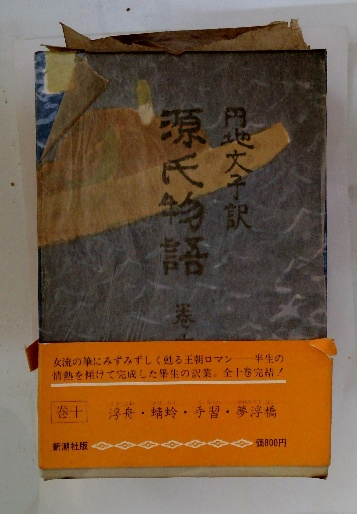 円地文子訳
源氏物語
巻十
女流の筆にみずみずしく甦る王朝ロマン──半生の
情熱を傾けて完成した畢生の訳業。全十巻完結!
巻十
浮舟・蜻蛉・手習・夢浮橋
新潮社版
価800円